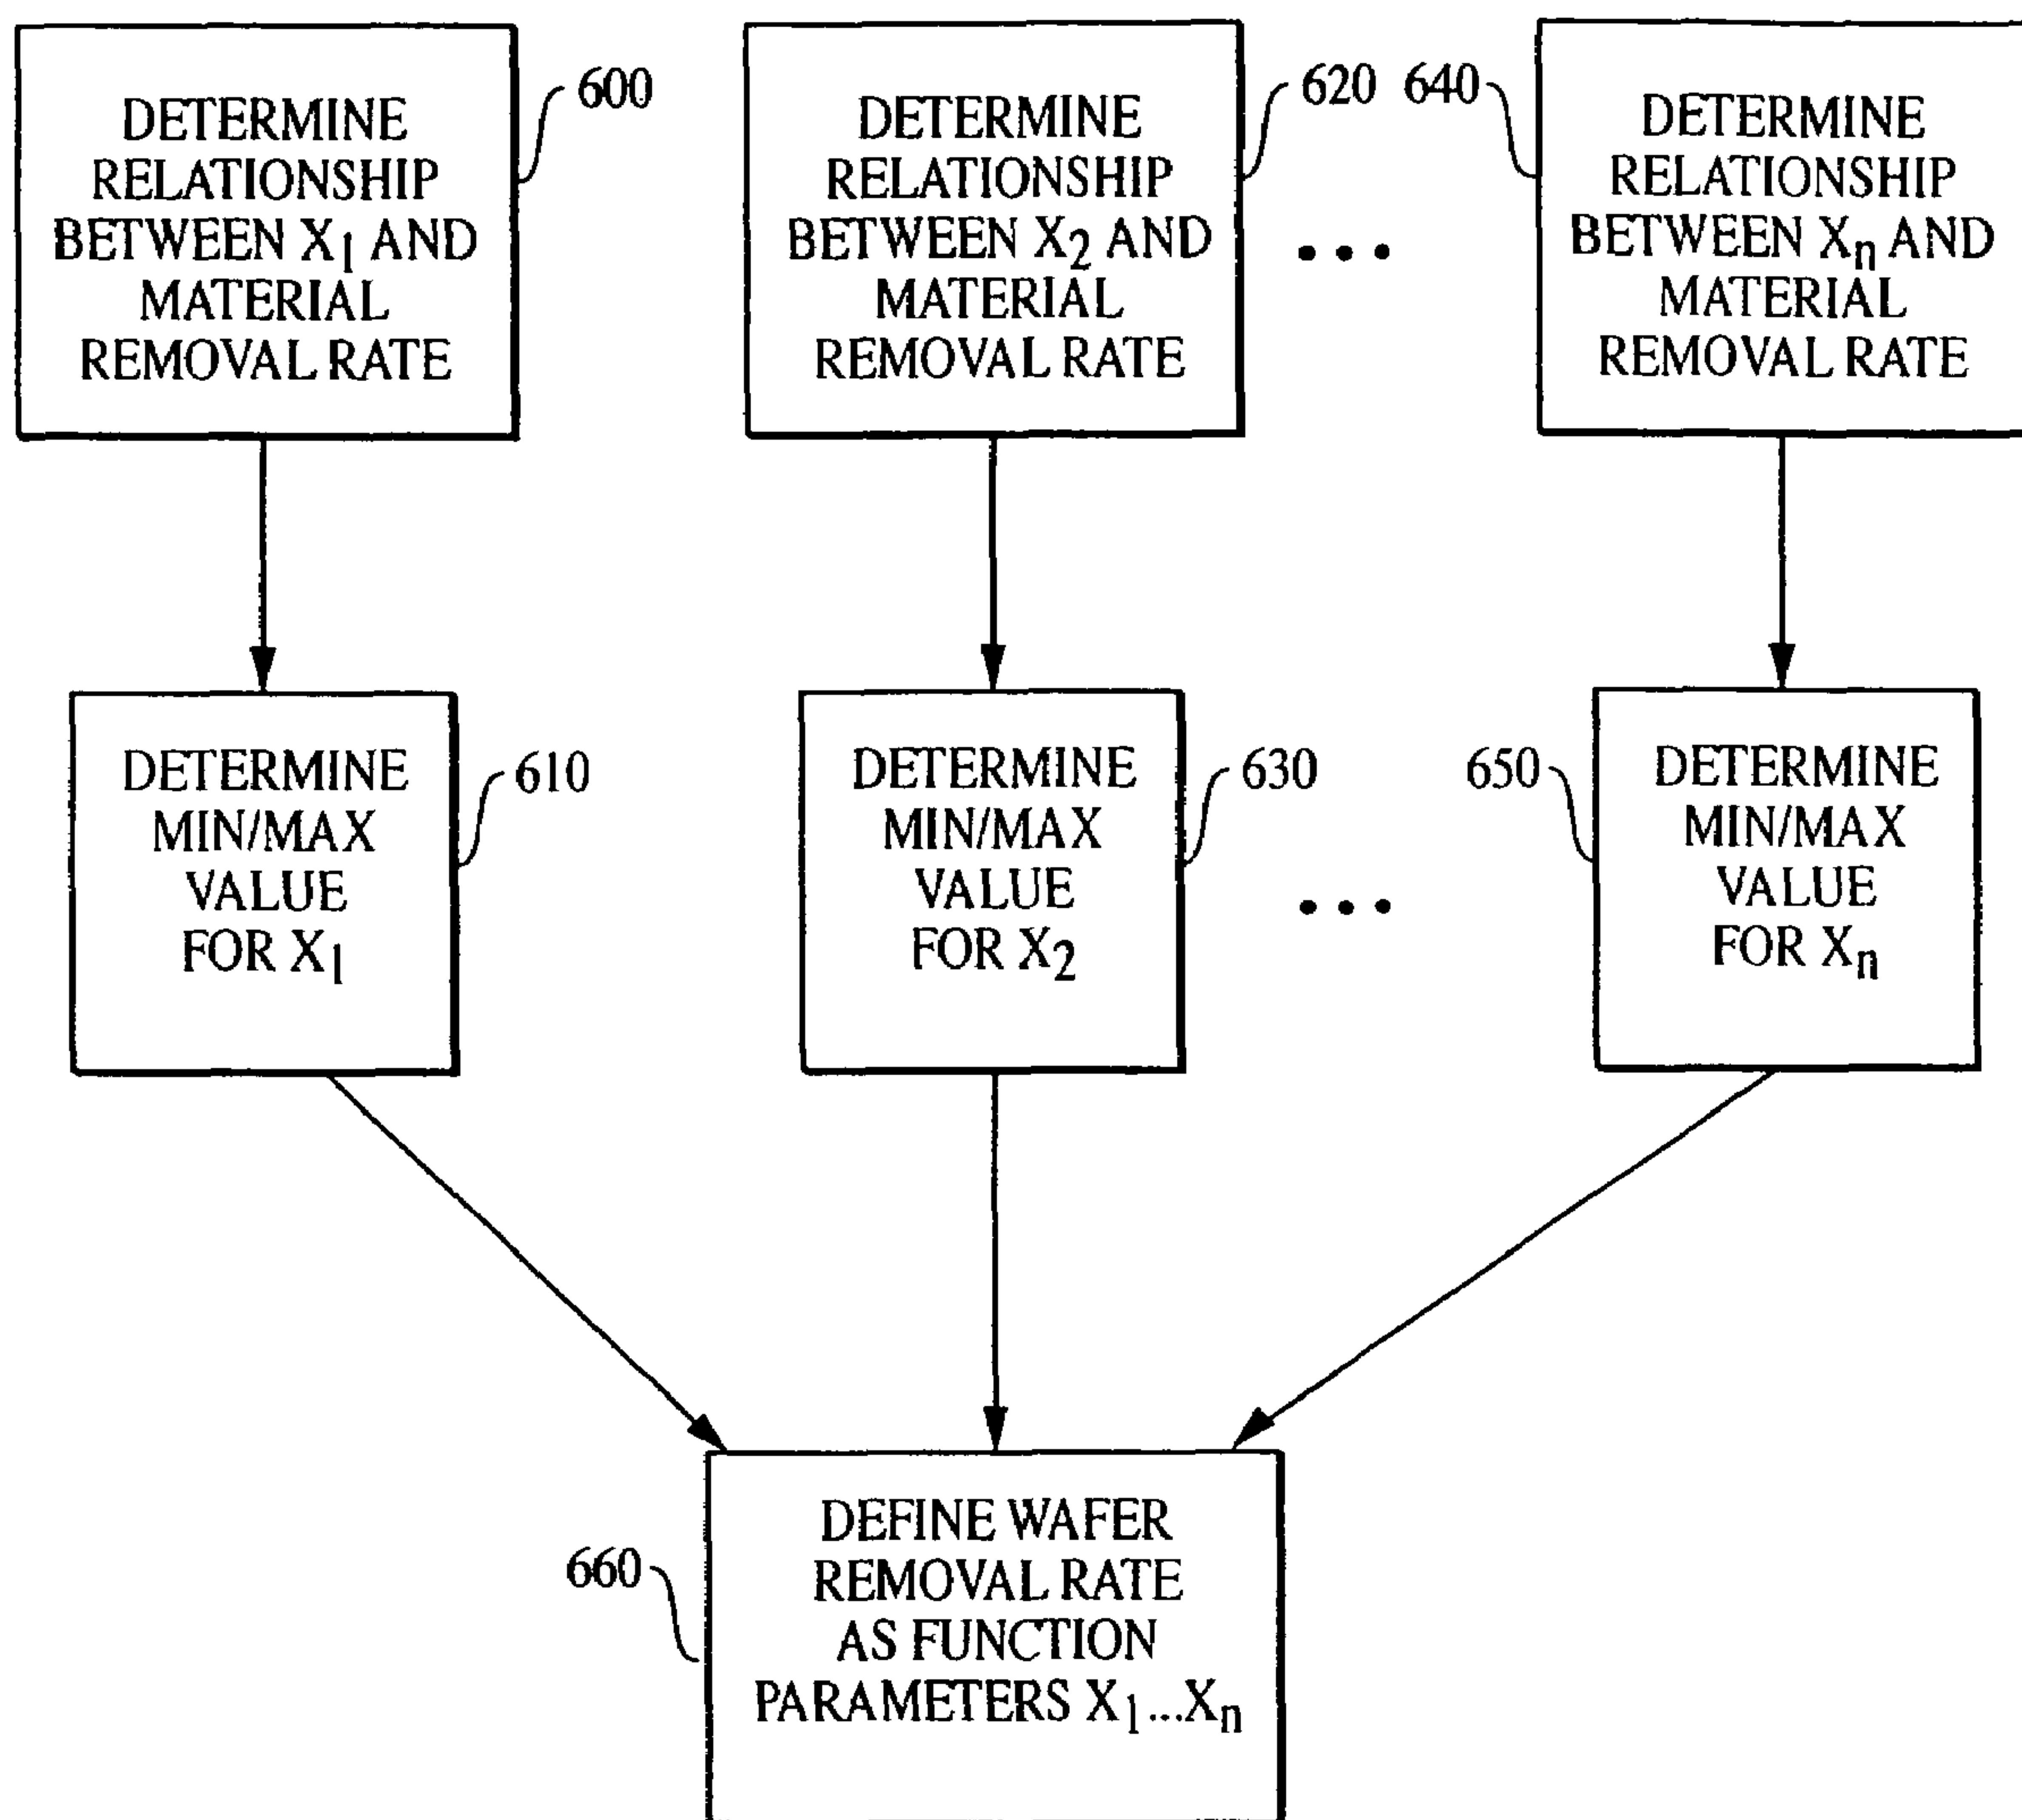 DETERMINE
RELATIONSHIP
BETWEEN X1 AND
MATERIAL
REMOVAL RATE
600
DETERMINE
RELATIONSHIP
BETWEEN X2 AND
MATERIAL
REMOVAL RATE
620
...
640
DETERMINE
RELATIONSHIP
BETWEEN Xn AND
MATERIAL
REMOVAL RATE
DETERMINE
MIN/MAX
VALUE
FOR X1
610
DETERMINE
MIN/MAX
VALUE
FOR X2
630
...
650
DETERMINE
MIN/MAX
VALUE
FOR Xn
660
DEFINE WAFER
REMOVAL RATE
AS FUNCTION
PARAMETERS X1...Xn